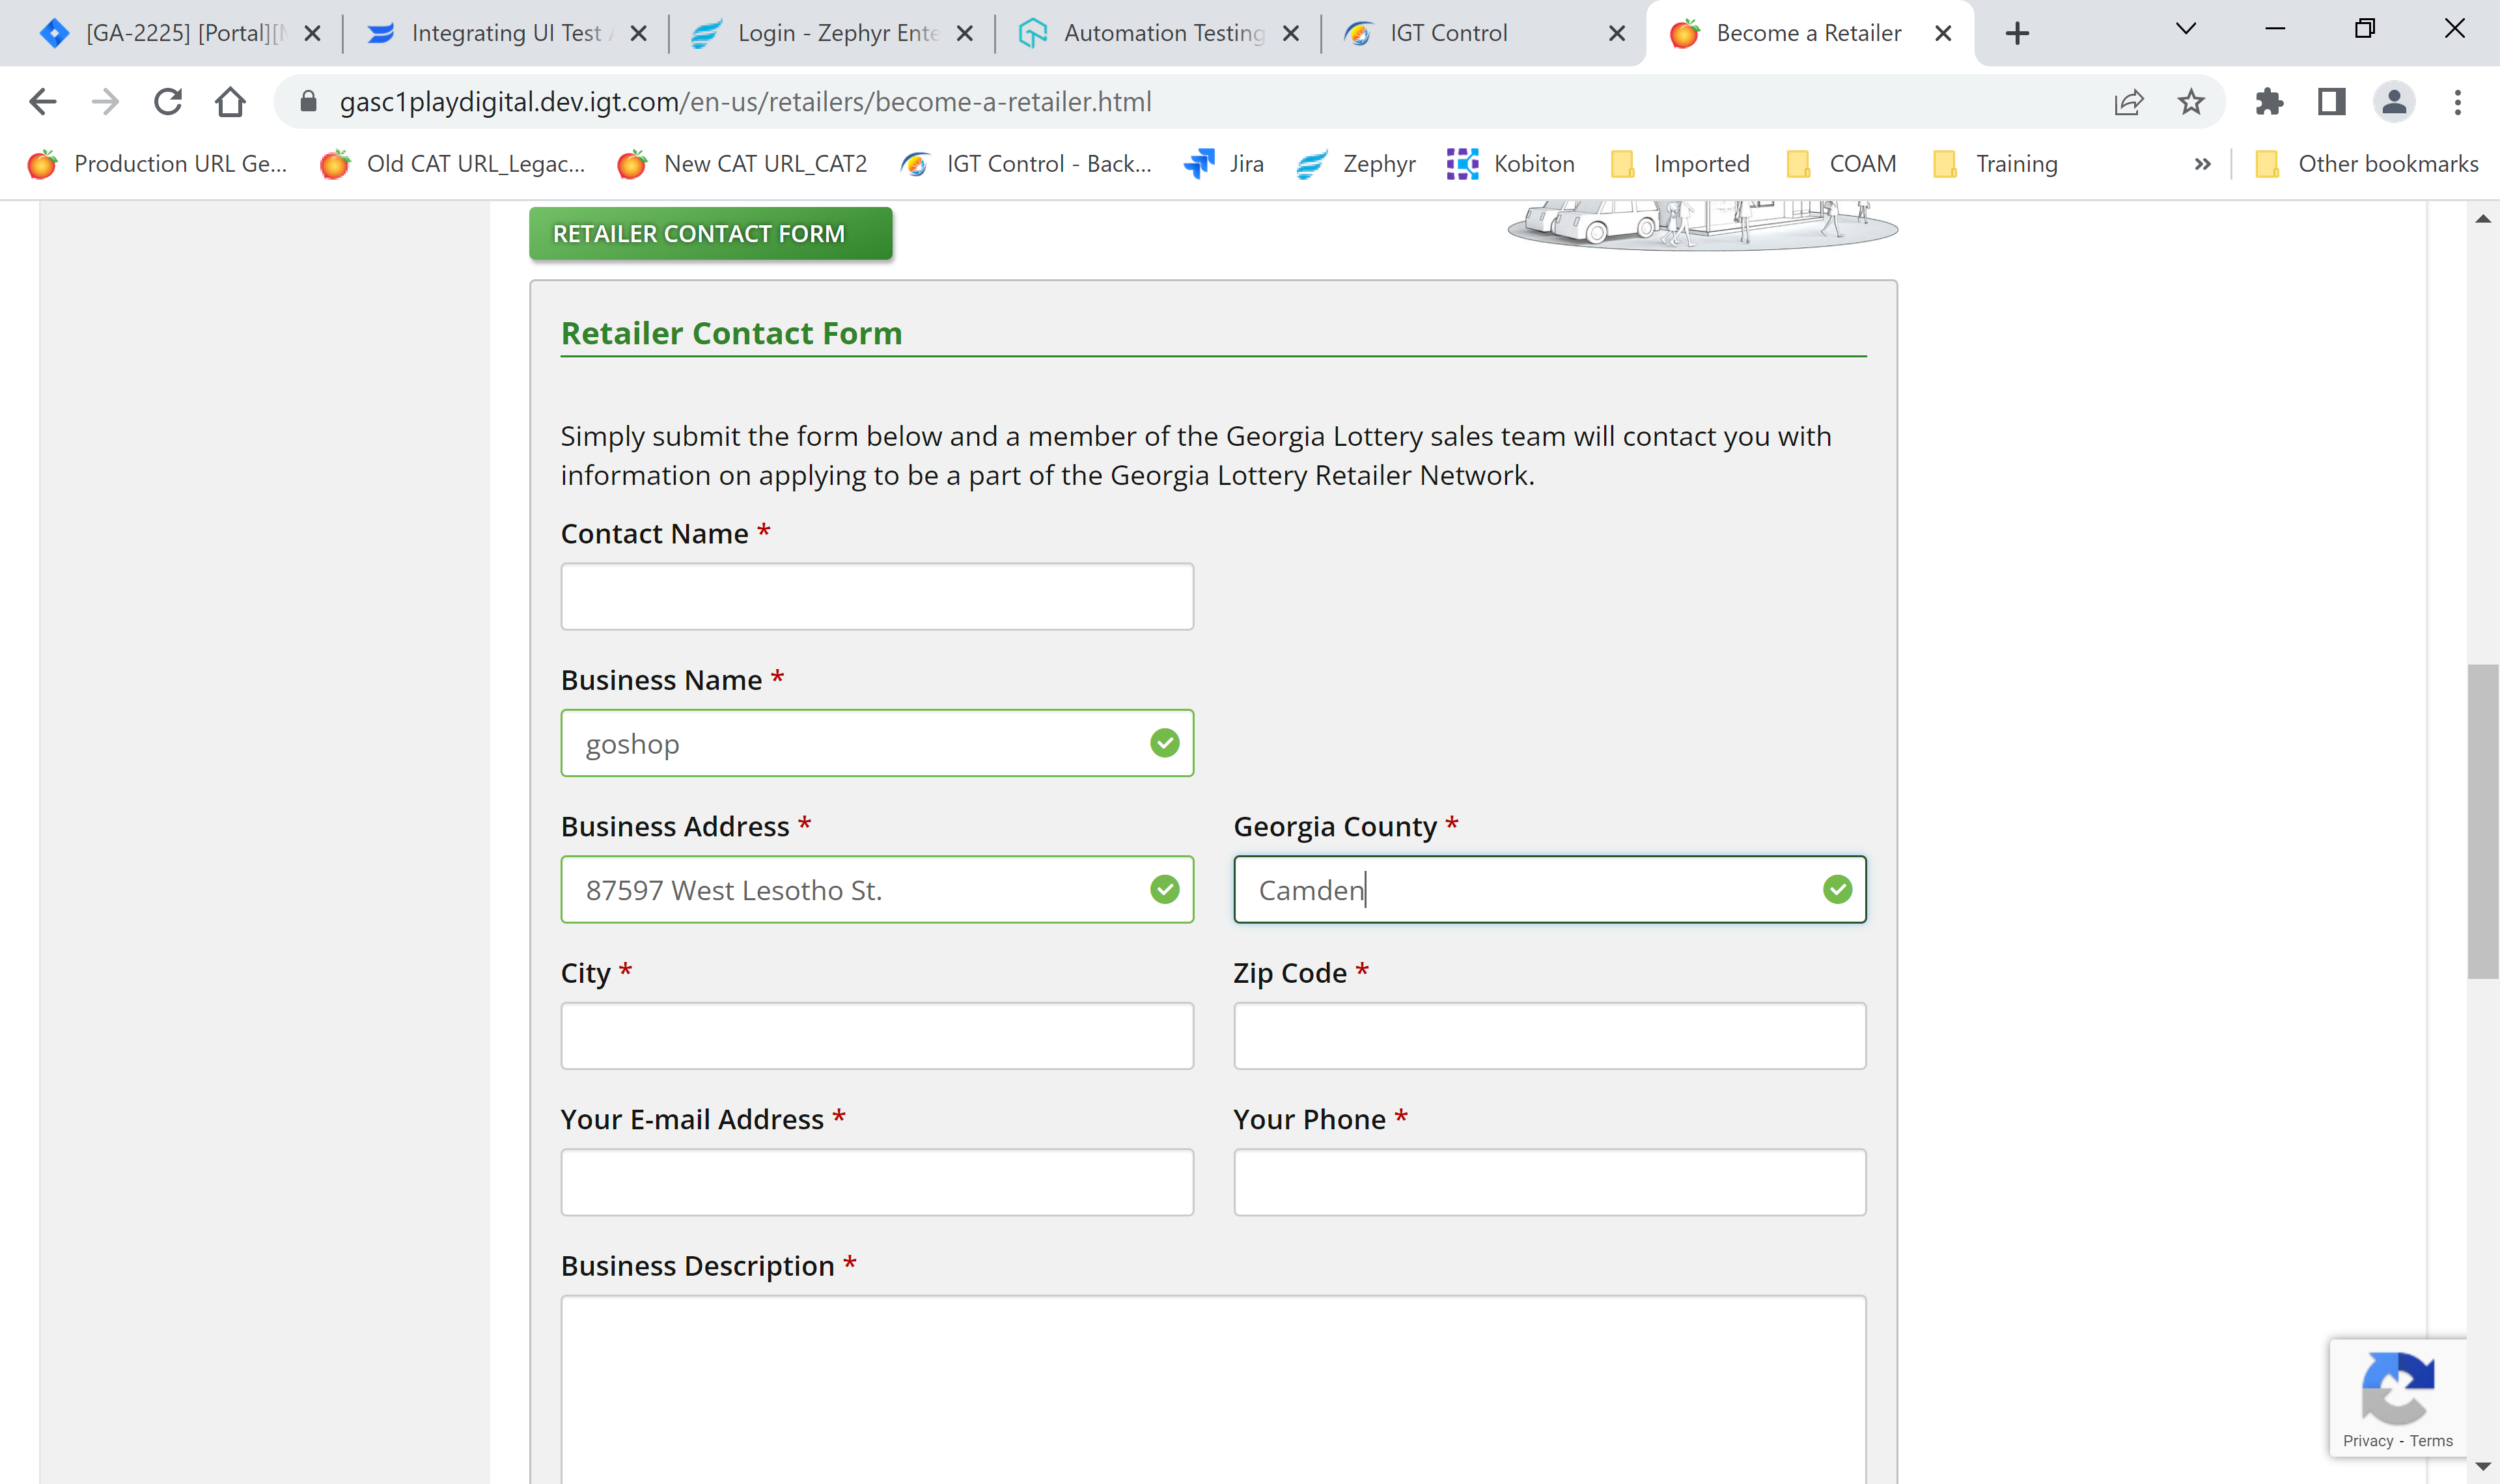 [GA-2225] [Portal][
Integrating UI Test
Login - Zephyr Ente
Automation Testing
IGT Control
Become a Retailer
gasc1playdigital.dev.igt.com/en-us/retailers/become-a-retailer.html
Production URL Ge...
Old CAT URL_Legac...
New CAT URL_CAT2
IGT Control - Back...
Jira
Zephyr
Kobiton
Imported
COAM
Training
Other bookmarks
RETAILER CONTACT FORM
Retailer Contact Form
Simply submit the form below and a member of the Georgia Lottery sales team will contact you with
information on applying to be a part of the Georgia Lottery Retailer Network.
Contact Name *
Business Name *
goshop
Business Address *
Georgia County *
87597 West Lesotho St.
Camden
City *
Zip Code *
Your E-mail Address *
Your Phone *
Business Description *
Privacy - Terms